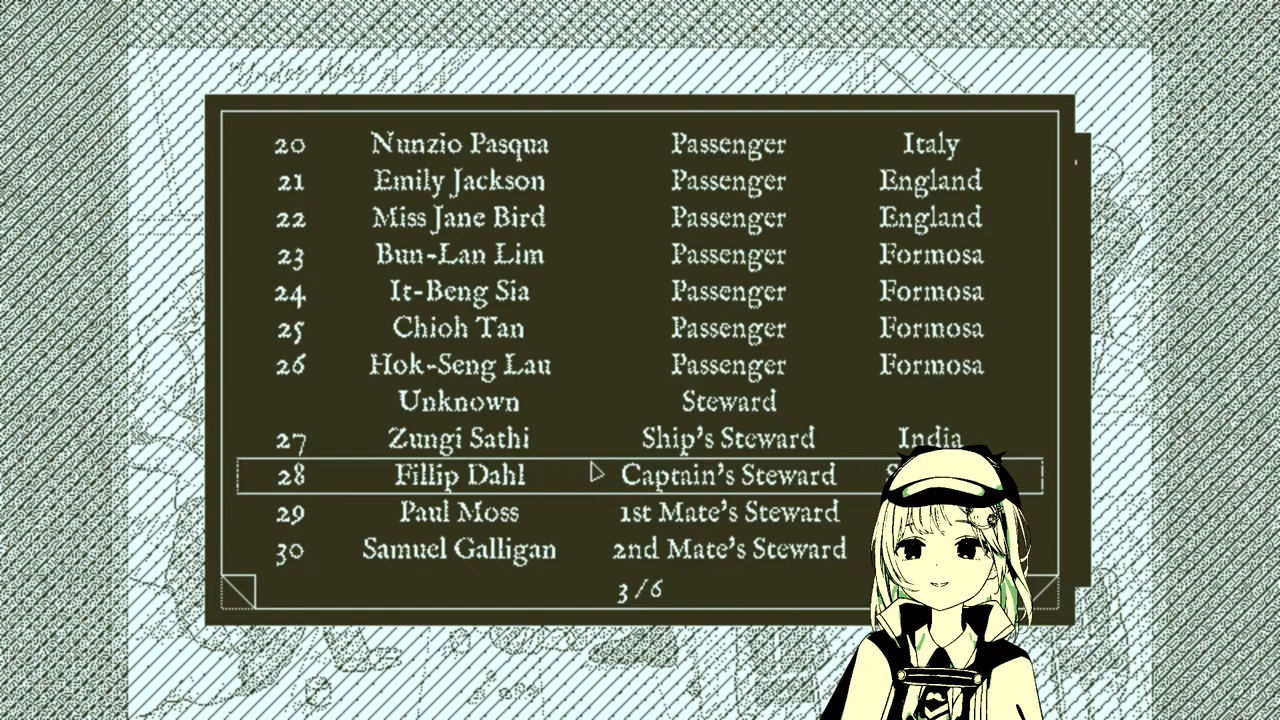 20 Nunzio Pasqua Passenger Italy
21 Emily Jackson Passenger England
22 Miss Jane Bird Passenger England
23 Bun-Lan Lim Passenger Formosa
24 It-Beng Sia Passenger Formosa
25 Chioh Tan Passenger Formosa
26 Hok-Seng Lau Passenger Formosa
Unknown Steward
27 Zungi Sathi Ship's Steward India
28 Fillip Dahl Captain's Steward
29 Paul Moss 1st Mate's Steward
30 Samuel Galligan 2nd Mate's Steward
3/6